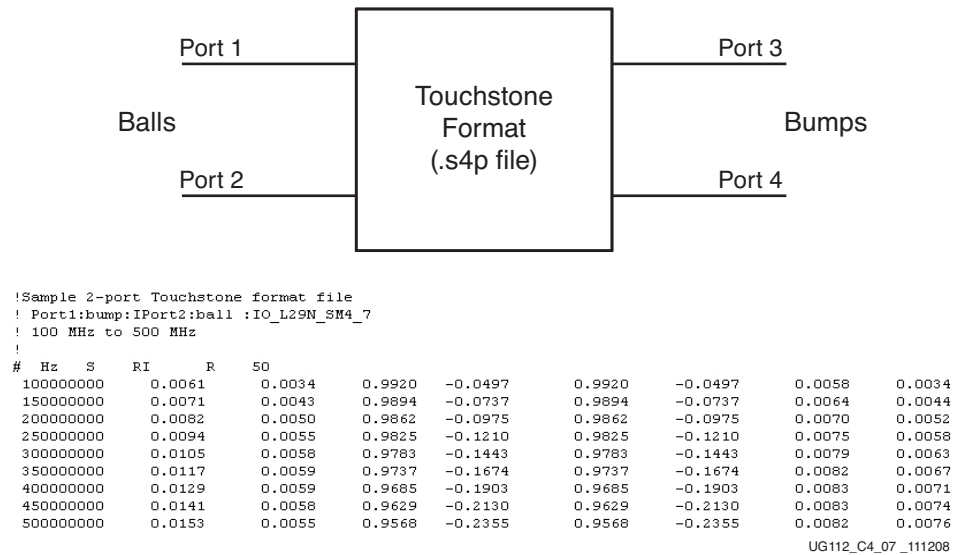 Port 1 Port 3
Touchstone
Balls Format Bumps
(.s4p file)
Port 2 Port 4
!Sample 2-port Touchstone format file
! Port1:bump:IPort2:ball :IO_L29N_SM4_7
! 100 MHz to 500 MHz
!
# Hz S RI R 50
100000000 0.0061 0.0034 0.9920 -0.0497 0.9920 -0.0497 0.0058 0.0034
150000000 0.0071 0.0043 0.9894 -0.0737 0.9894 -0.0737 0.0064 0.0044
200000000 0.0082 0.0050 0.9862 -0.0975 0.9862 -0.0975 0.0070 0.0052
250000000 0.0094 0.0055 0.9825 -0.1210 0.9825 -0.1210 0.0075 0.0058
300000000 0.0105 0.0058 0.9783 -0.1443 0.9783 -0.1443 0.0079 0.0063
350000000 0.0117 0.0059 0.9737 -0.1674 0.9737 -0.1674 0.0082 0.0067
400000000 0.0129 0.0059 0.9685 -0.1903 0.9685 -0.1903 0.0083 0.0071
450000000 0.0141 0.0058 0.9629 -0.2130 0.9629 -0.2130 0.0083 0.0074
500000000 0.0153 0.0055 0.9568 -0.2355 0.9568 -0.2355 0.0082 0.0076
UG112_C4_07 _111208